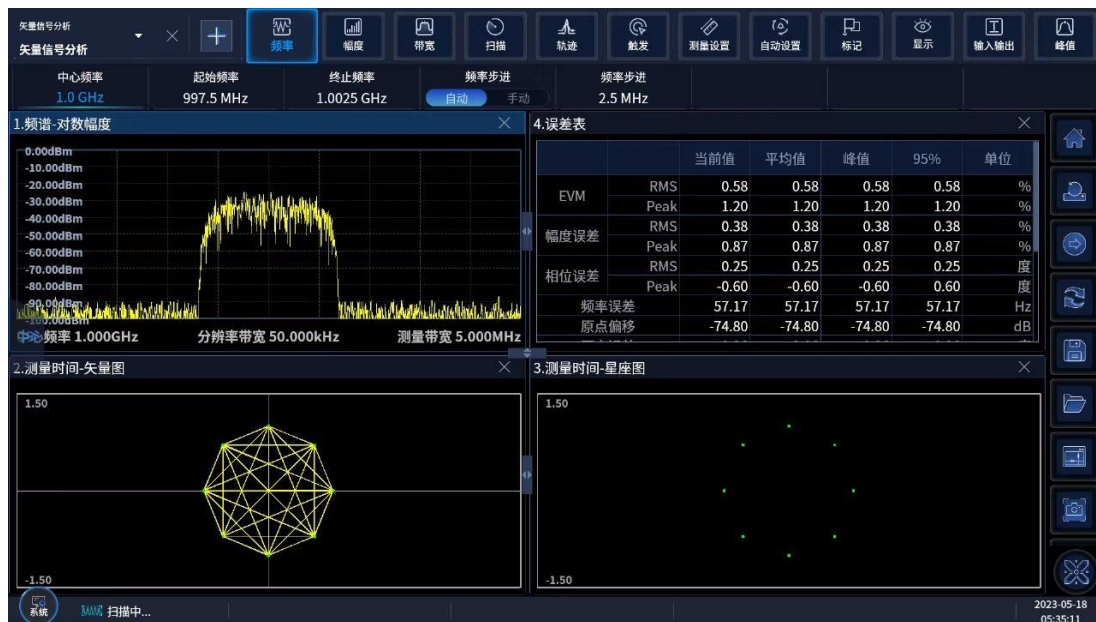 矢量信号分析
矢量信号分析
频率
幅度
带宽
扫描
轨迹
触发
测量设置
自动设置
标记
显示
输入输出
峰值
中心频率
起始频率
终止频率
频率步进
频率步进
1.0 GHz
997.5 MHz
1.0025 GHz
自动
手动
2.5 MHz
1.频谱-对数幅度
0.00dBm
-10.00dBm
-20.00dBm
-30.00dBm
-40.00dBm
-50.00dBm
-60.00dBm
-70.00dBm
-80.00dBm
-90.00dBm
-100.00dBm
中心频率 1.000GHz
分辨率带宽 50.000kHz
测量带宽 5.000MHz
4.误差表
当前值 平均值 峰值 95% 单位
EVM
RMS 0.58 0.58 0.58 0.58 %
Peak 1.20 1.20 1.20 1.20 %
幅度误差
RMS 0.38 0.38 0.38 0.38 %
Peak 0.87 0.87 0.87 0.87 %
相位误差
RMS 0.25 0.25 0.25 0.25 度
Peak -0.60 -0.60 -0.60 0.60 度
频率误差 57.17 57.17 57.17 57.17 Hz
原点偏移 -74.80 -74.80 -74.80 -74.80 dB
2.测量时间-矢量图
1.50
-1.50
3.测量时间-星座图
1.50
-1.50
系统
扫描中...
2023-05-18
05:35:11